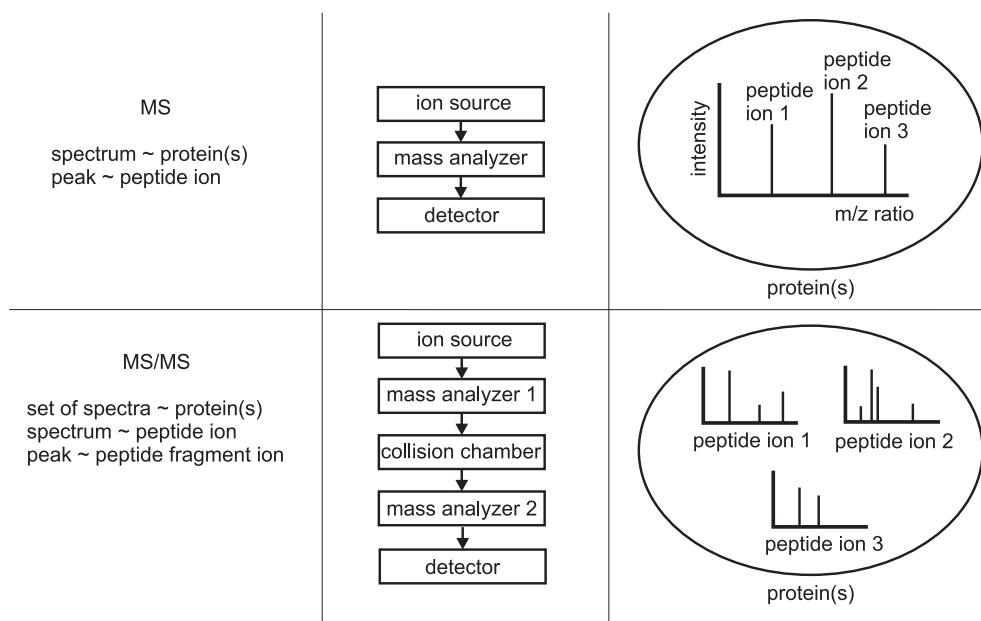 MS
spectrum ~ protein(s)
peak ~ peptide ion
ion source
mass analyzer
detector
peptide
ion 1
peptide
ion 2
peptide
ion 3
intensity
m/z ratio
protein(s)
MS/MS
set of spectra ~ protein(s)
spectrum ~ peptide ion
peak ~ peptide fragment ion
ion source
mass analyzer 1
collision chamber
mass analyzer 2
detector
peptide ion 1
peptide ion 2
peptide ion 3
protein(s)